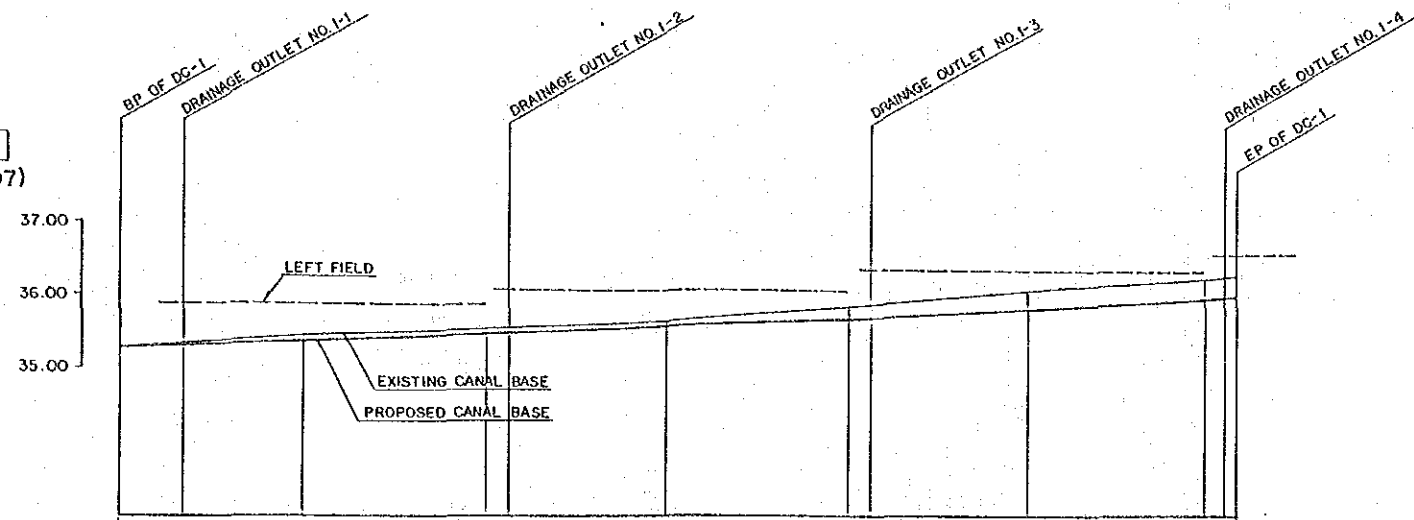 BP OF DC-1
DRAINAGE OUTLET NO.1-1
DRAINAGE OUTLET NO.1-2
DRAINAGE OUTLET NO.1-3
DRAINAGE OUTLET NO.1-4
EP OF DC-1
37.00
LEFT FIELD
36.00
35.00
EXISTING CANAL BASE
PROPOSED CANAL BASE